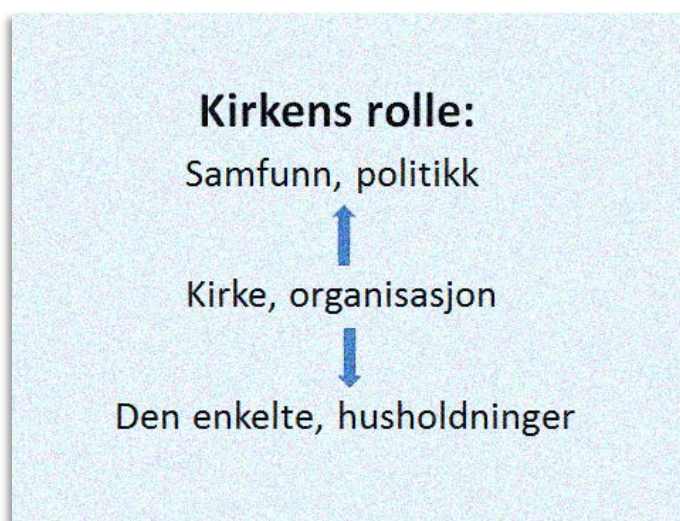 Kirkens rolle:
Samfunn, politikk
Kirke, organisasjon
Den enkelte, husholdninger